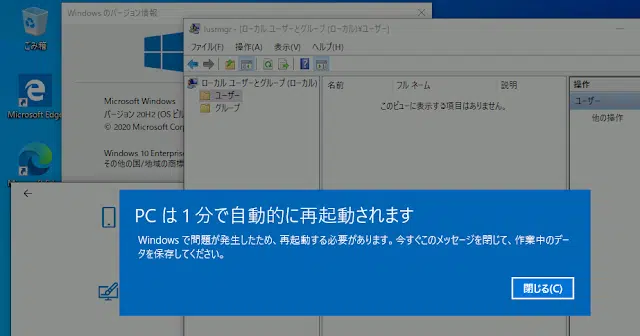 ごみ箱
Microsoft Edge
Windows のバージョン情報
Microsoft Windows
バージョン 20H2 (OS ビル
© 2020 Microsoft Corp
Windows 10 Enterprise
その他の国/地域の商標
lusrmgr - [ローカル ユーザーとグループ (ローカル)¥ユーザー]
ファイル(F) 操作(A) 表示(V) ヘルプ(H)
ローカル ユーザーとグループ (ローカル)
ユーザー
グループ
名前 フル ネーム 説明
このビューに表示する項目はありません。
操作
ユーザー
他の操作
PC は 1 分で自動的に再起動されます
Windows で問題が発生したため、再起動する必要があります。今すぐこのメッセージを閉じて、作業中のデー
タを保存してください。
閉じる(C)